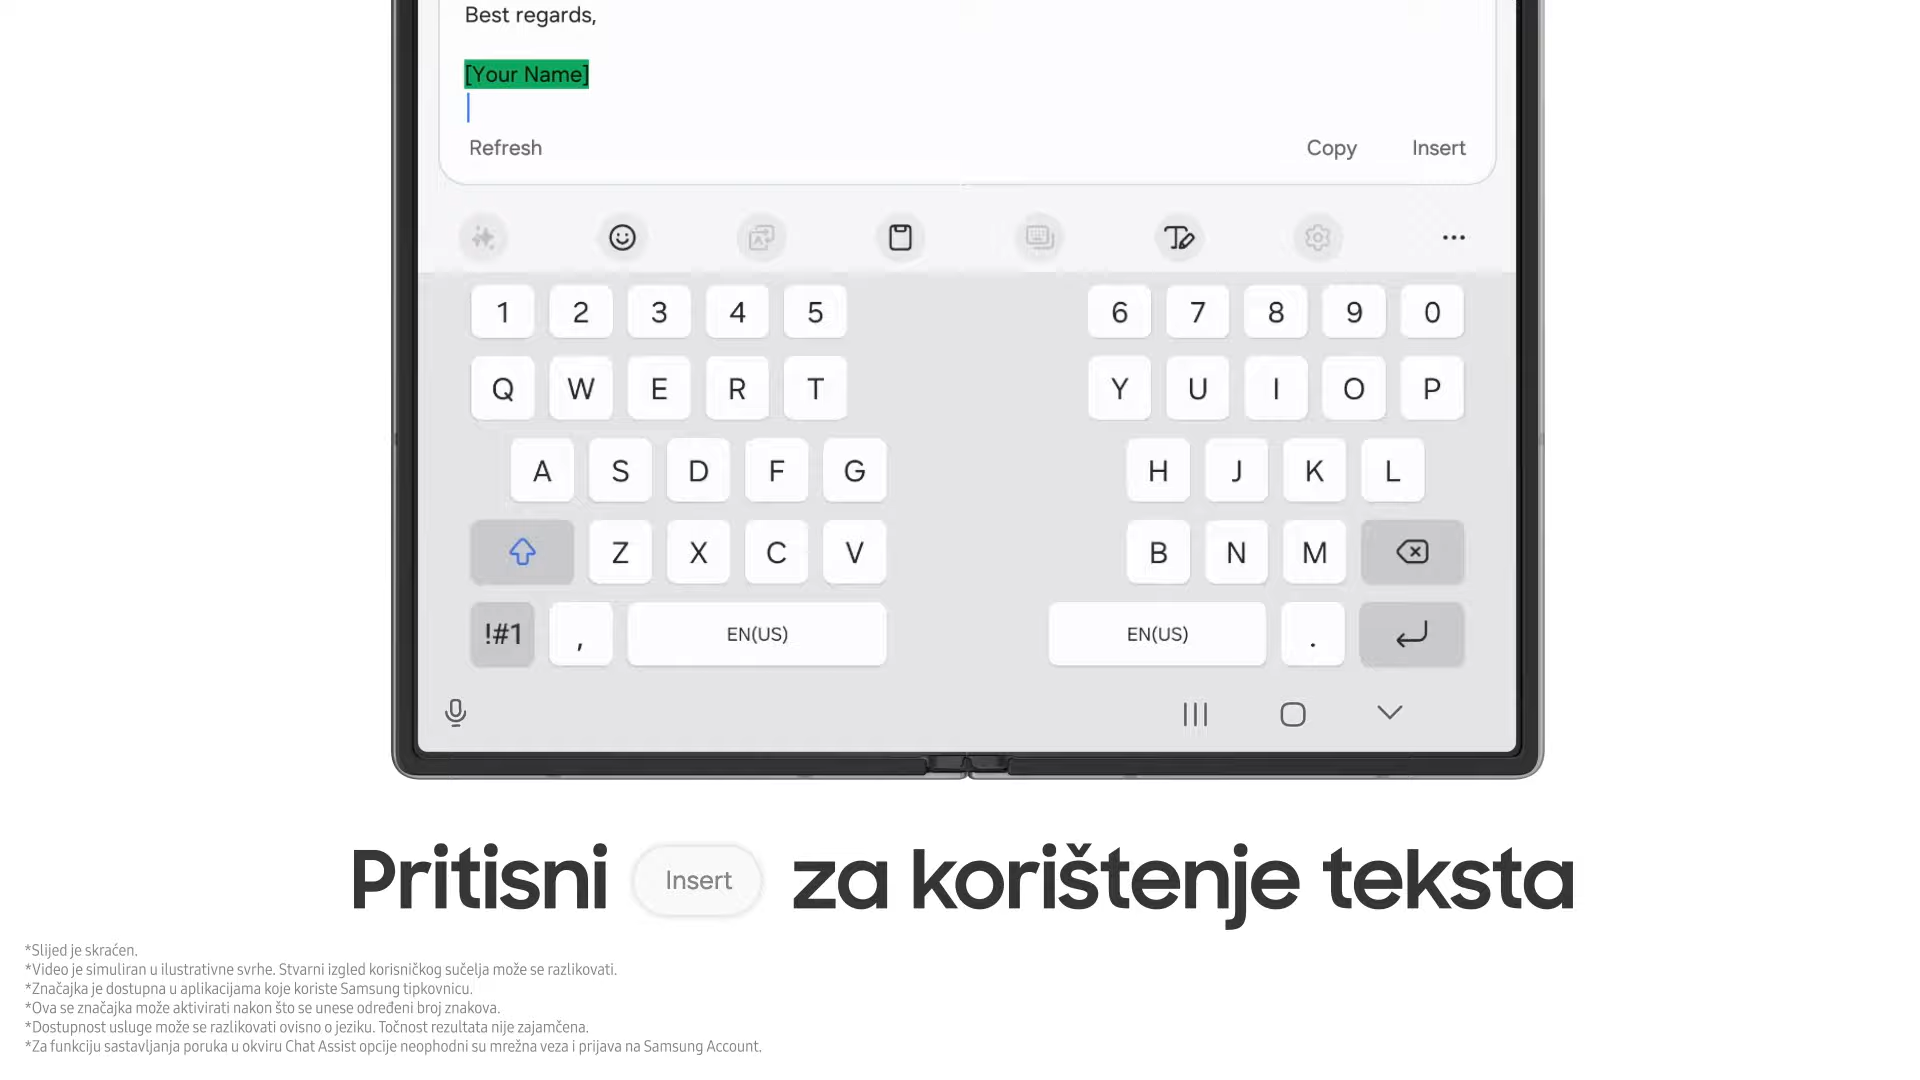 Best regards,
[Your Name]
Refresh Copy Insert
1 2 3 4 5 6 7 8 9 0
Q W E R T Y U I O P
A S D F G H J K L
Z X C V B N M
!#1 , EN(US) EN(US) .
Pritisni Insert za korištenje teksta
*Slijed je skraćen.
*Video je simuliran u ilustrativne svrhe. Stvarni izgled korisničkog sučelja može se razlikovati.
*Značajka je dostupna u aplikacijama koje koriste Samsung tipkovnicu.
*Ova se značajka može aktivirati nakon što se unese određeni broj znakova.
*Dostupnost usluge može se razlikovati ovisno o jeziku. Točnost rezultata nije zajamčena.
*Za funkciju sastavljanja poruka u okviru Chat Assist opcije neophodni su mrežna veza i prijava na Samsung Account.